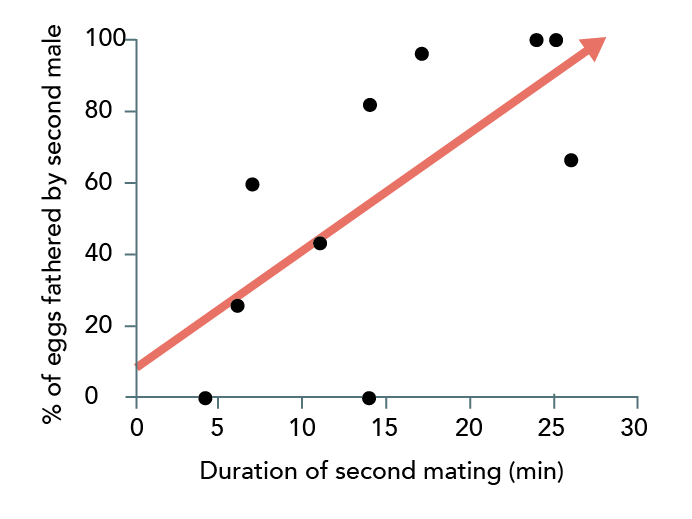 % of eggs fathered by second male
100
80
60
40
20
0
0 5 10 15 20 25 30
Duration of second mating (min)